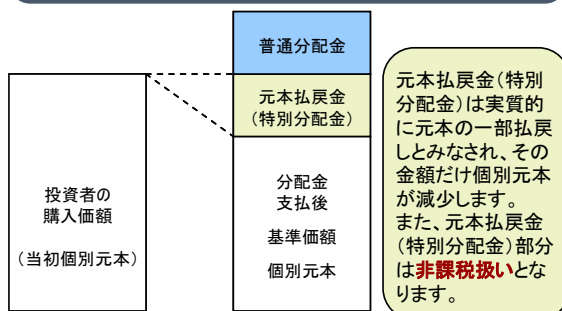 普通分配金
元本払戻金
(特別分配金)
投資者の
購入価額
(当初個別元本)
分配金
支払後
基準価額
個別元本
元本払戻金(特別
分配金)は実質的
に元本の一部払戻
しとみなされ、その
金額だけ個別元本
が減少します。
また、元本払戻金
(特別分配金)部分
は非課税扱いとな
ります。